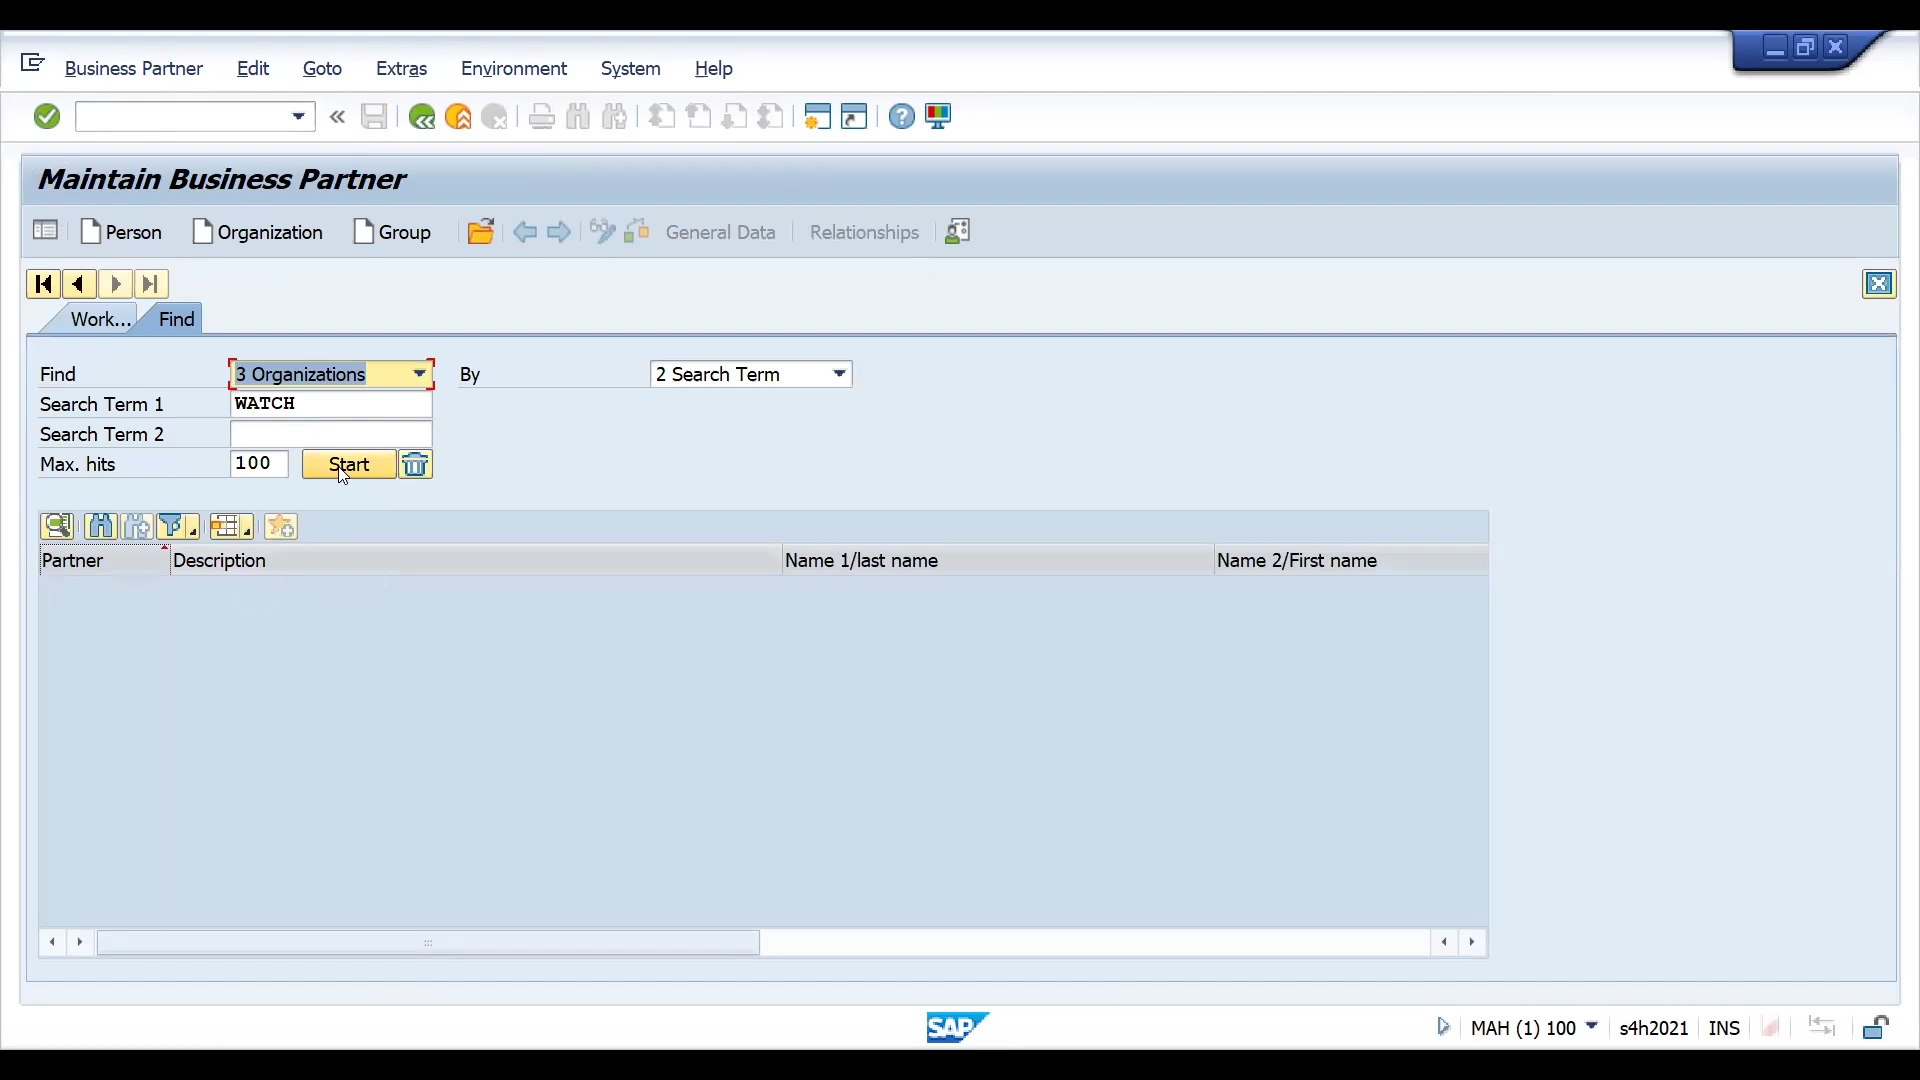 Business Partner Edit Goto Extras Environment System Help
Maintain Business Partner
Person Organization Group General Data Relationships
Work... Find
Find 3 Organizations By 2 Search Term
Search Term 1 WATCH
Search Term 2
Max. hits 100 Start
Partner Description Name 1/last name Name 2/First name
SAP MAH (1) 100 s4h2021 INS